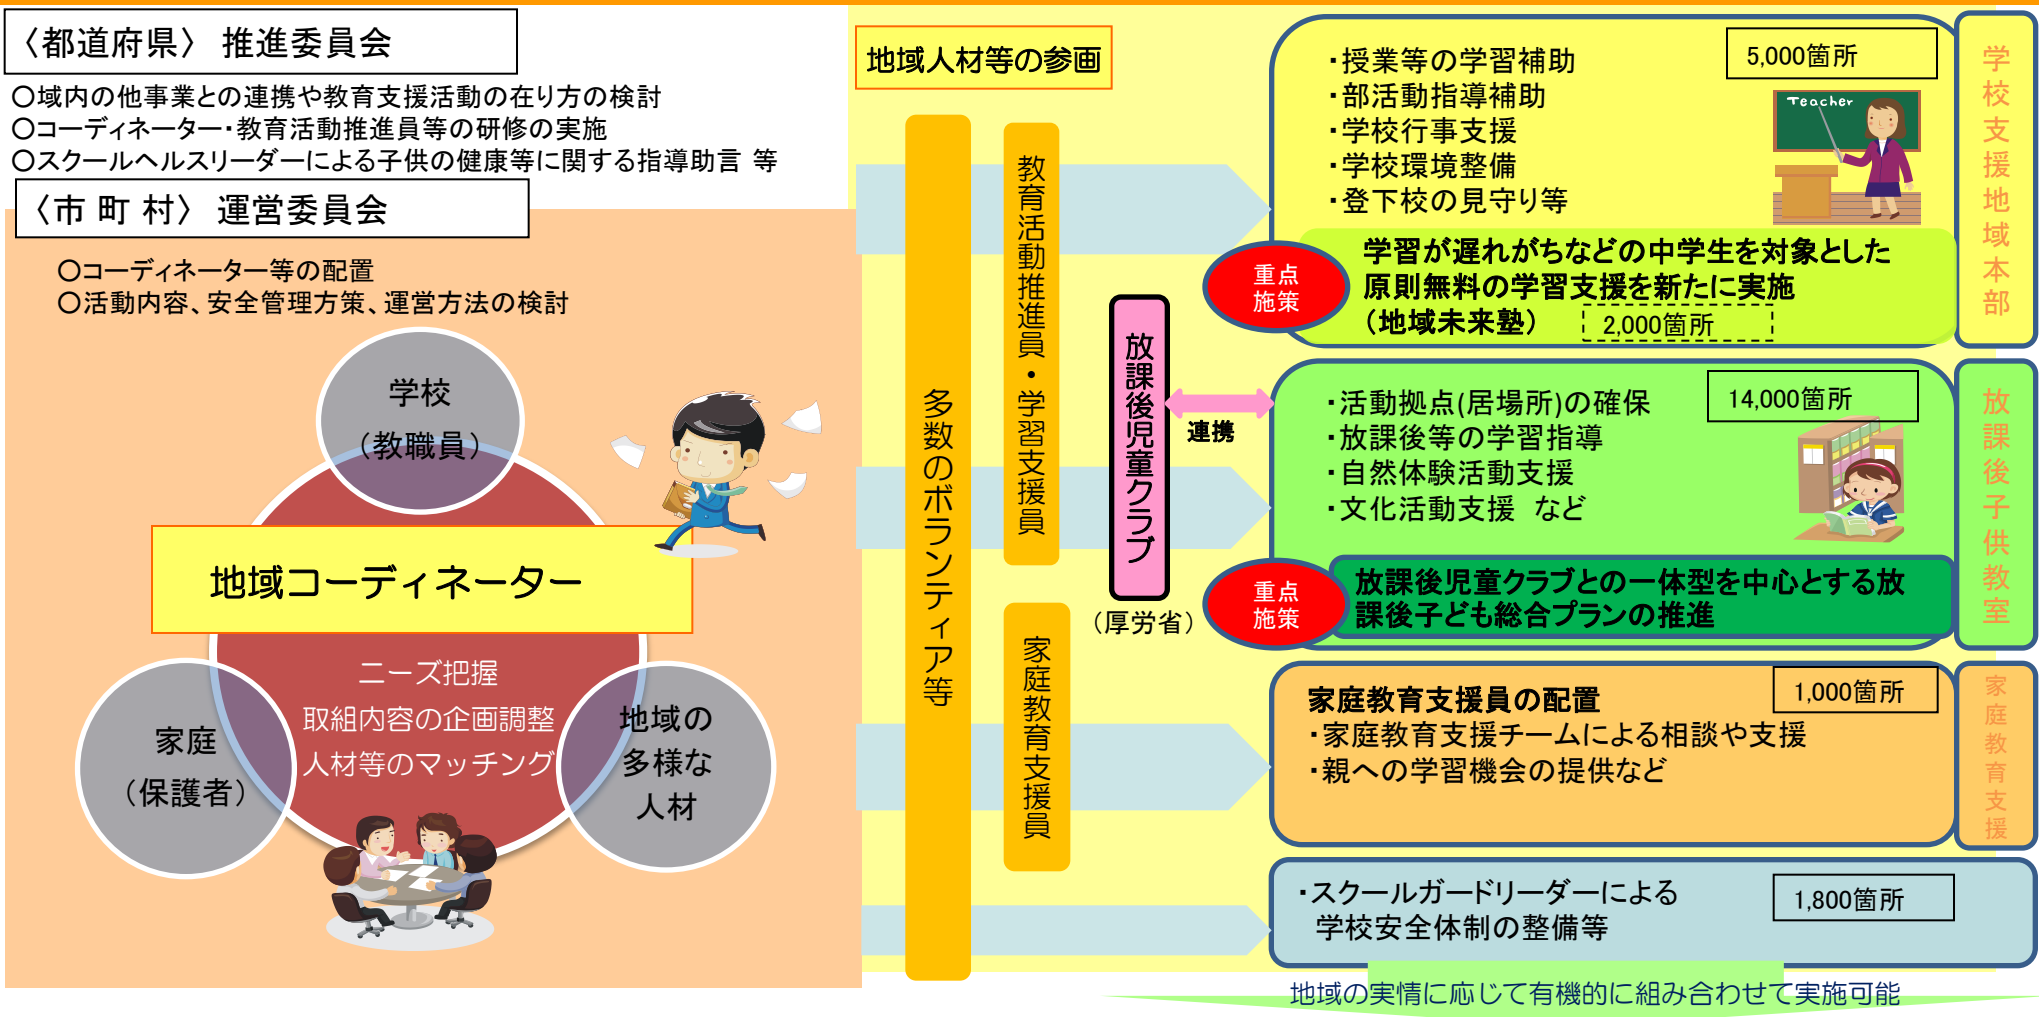 〈都道府県〉 推進委員会
〇域内の他事業との連携や教育支援活動の在り方の検討
〇コーディネーター・教育活動推進員等の研修の実施
〇スクールヘルスリーダーによる子供の健康等に関する指導助言 等
〈市 町 村〉 運営委員会
〇コーディネーター等の配置
〇活動内容、安全管理方策、運営方法の検討
学校
（教職員）
地域コーディネーター
ニーズ把握
取組内容の企画調整
人材等のマッチング
家庭
（保護者）
地域の
多様な
人材
地域人材等の参画
多数のボランティア等
教育活動推進員・学習支援員
家庭教育支援員
放課後児童クラブ
（厚労省）
連携
・授業等の学習補助
・部活動指導補助
・学校行事支援
・学校環境整備
・登下校の見守り等
5,000箇所
Teacher
重点
施策
学習が遅れがちなどの中学生を対象とした
原則無料の学習支援を新たに実施
（地域未来塾）
2,000箇所
学校支援地域本部
・活動拠点(居場所)の確保
・放課後等の学習指導
・自然体験活動支援
・文化活動支援 など
14,000箇所
重点
施策
放課後児童クラブとの一体型を中心とする放
課後子ども総合プランの推進
放課後子供教室
家庭教育支援員の配置
・家庭教育支援チームによる相談や支援
・親への学習機会の提供など
1,000箇所
家庭教育支援
・スクールガードリーダーによる
学校安全体制の整備等
1,800箇所
地域の実情に応じて有機的に組み合わせて実施可能